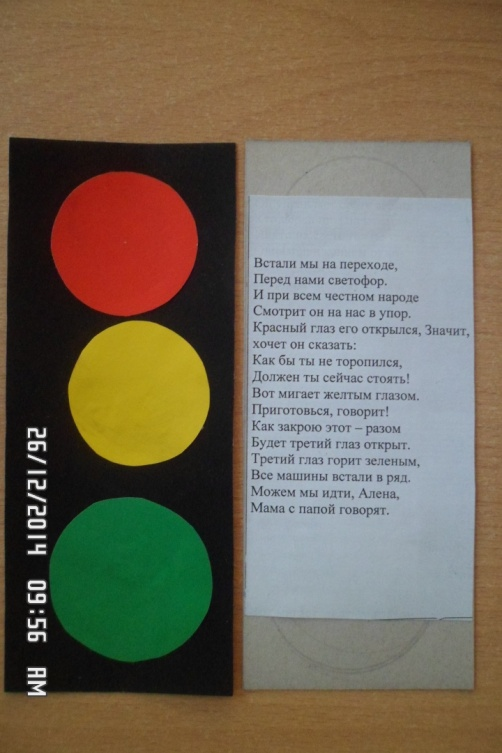 Встали мы на переходе,
Перед нами светофор.
И при всем честном народе
Смотрит он на нас в упор.
Красный глаз его открылся, Значит,
хочет он сказать:
Как бы ты не торопился,
Должен ты сейчас стоять!
Вот мигает желтым глазом.
Приготовься, говорит!
Как закрою этот – разом
Будет третий глаз открыт.
Третий глаз горит зеленым,
Все машины встали в ряд.
Можем мы идти, Алена,
Мама с папой говорят.
26/12/2014 09:56 AM